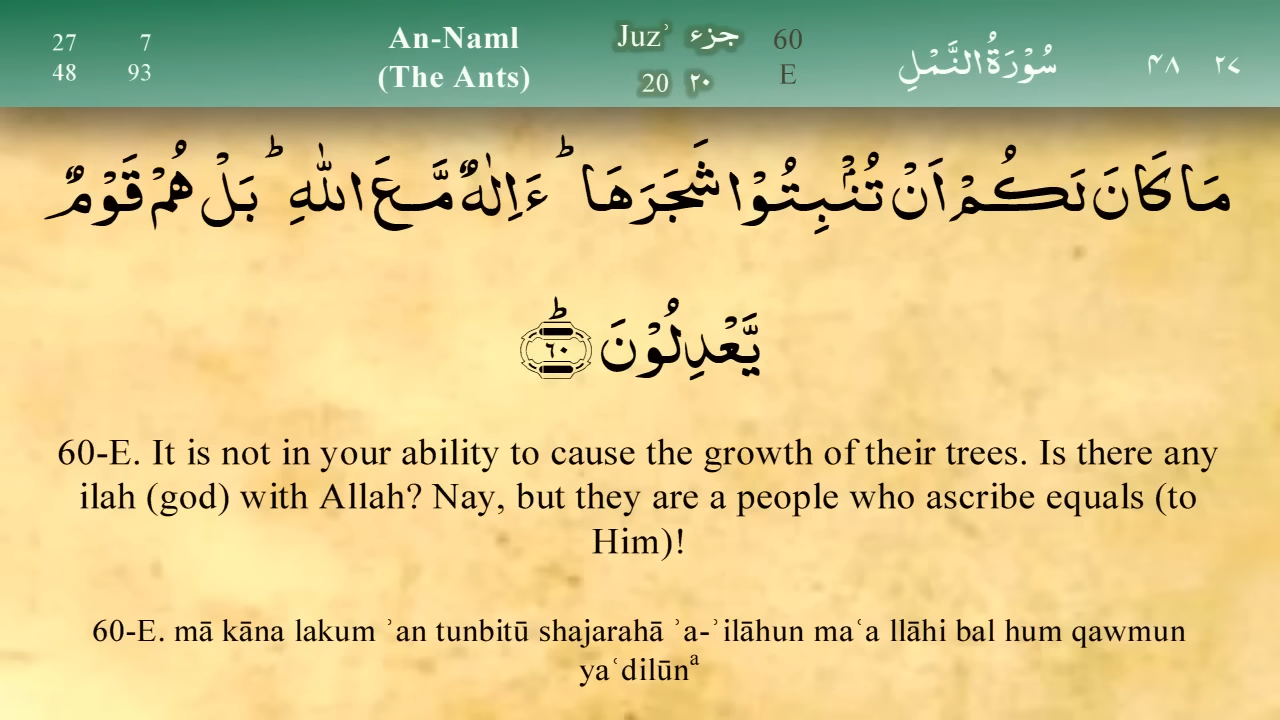 27 7 An-Naml Juzʾ جزء 60 سُوْرَةُ النَّمْلِ ٤٨ ٢٧
48 93 (The Ants) 20 ٢٠ E
مَا كَانَ لَكُمْ اَنْ تُنْۢبِتُوْا شَجَرَهَا ؕ ءَاِلٰهٌ مَّعَ اللّٰهِ ؕ بَلْ هُمْ قَوْمٌ
يَّعْدِلُوْنَ ؕ ٦٠
60-E. It is not in your ability to cause the growth of their trees. Is there any
ilah (god) with Allah? Nay, but they are a people who ascribe equals (to
Him)!
60-E. mā kāna lakum ʾan tunbitū shajarahā ʾa-ʾilāhun maʿa llāhi bal hum qawmun
yaʿdilūnᵃ